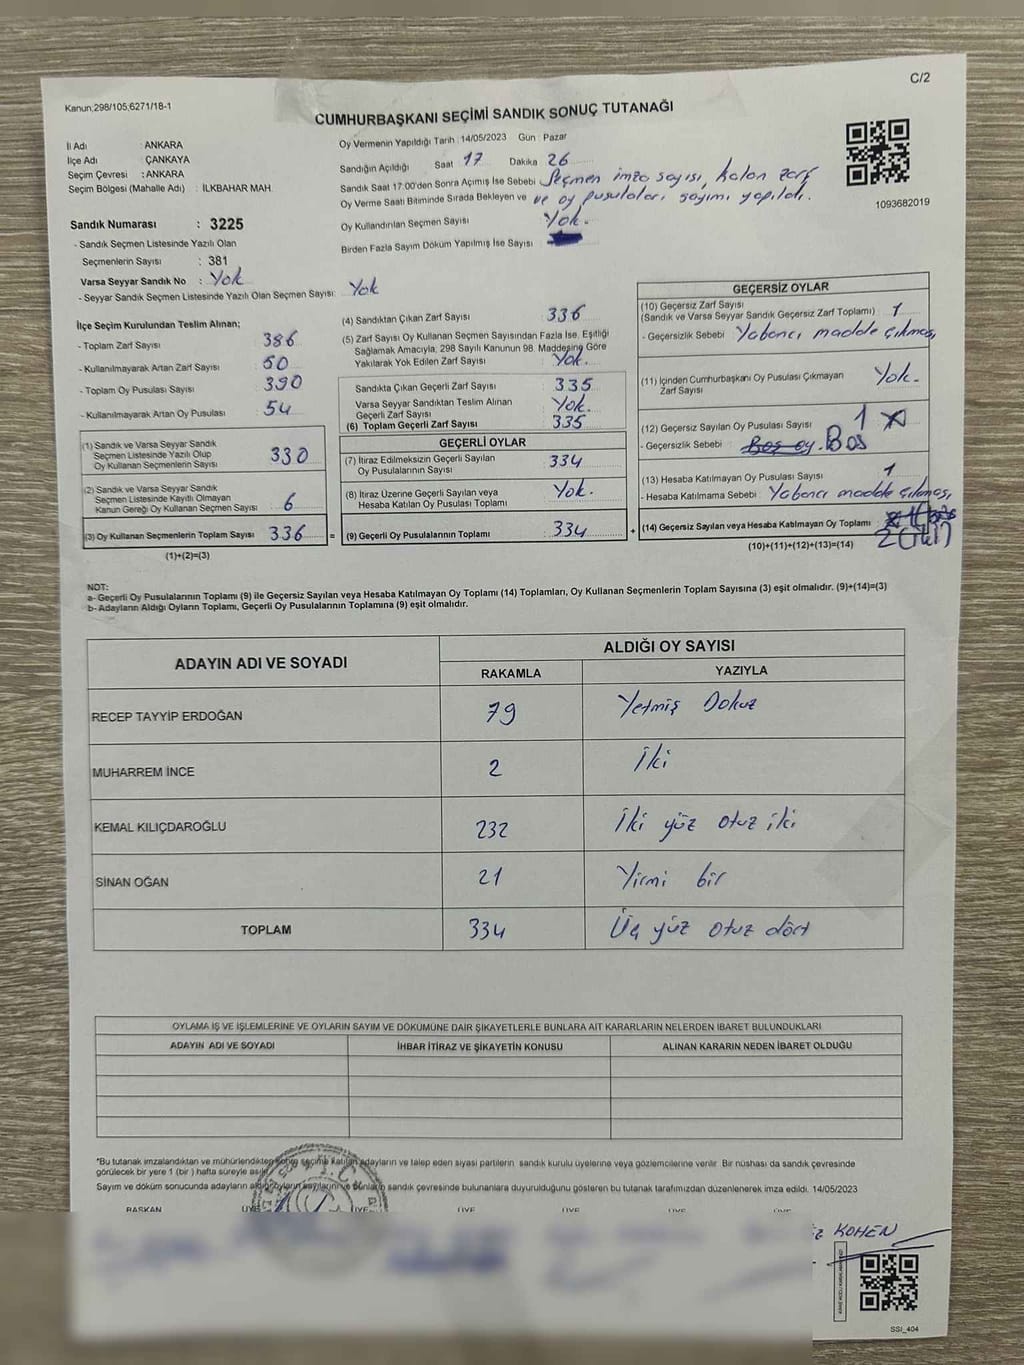 C/2
Kanun;298/105,6271/18-1
CUMHURBAŞKANI SEÇİMİ SANDIK SONUÇ TUTANAĞI
İl Adı : ANKARA
İlçe Adı : ÇANKAYA
Seçim Çevresi : ANKARA
Seçim Bölgesi (Mahalle Adı) : İLKBAHAR MAH.
Sandık Numarası : 3225
- Sandık Seçmen Listesinde Yazılı Olan
Seçmenlerin Sayısı : 381
Varsa Seyyar Sandık No : Yok
- Seyyar Sandık Seçmen Listesinde Yazılı Olan Seçmen Sayısı: Yok
Oy Vermenin Yapıldığı Tarih : 14/05/2023 Gün : Pazar
Sandığın Açıldığı Saat 17 Dakika 26
Sandık Saat 17:00'den Sonra Açımış İse Sebebi Seçmen imza sayısı, kalan zarf
Oy Verme Saati Bitiminde Sırada Bekleyen ve ve oy pusulaları sayımı yapıldı.
Oy Kullandırılan Seçmen Sayısı Yok.
Birden Fazla Sayım Döküm Yapılmış İse Sayısı
1093682019
İlçe Seçim Kurulundan Teslim Alınan;
- Toplam Zarf Sayısı : 386
- Kullanılmayarak Artan Zarf Sayısı : 50
- Toplam Oy Pusulası Sayısı : 390
- Kullanılmayarak Artan Oy Pusulası : 54
(1) Sandık ve Varsa Seyyar Sandık
Seçmen Listesinde Yazılı Olup
Oy Kullanan Seçmenlerin Sayısı : 330
(2) Sandık ve Varsa Seyyar Sandık
Seçmen Listesinde Kayıtlı Olmayan
Kanun Gereği Oy Kullanan Seçmen Sayısı : 6
(3) Oy Kullanan Seçmenlerin Toplam Sayısı : 336 =
(1)+(2)=(3)
(4) Sandıktan Çıkan Zarf Sayısı 336
(5) Zarf Sayısı Oy Kullanan Seçmen Sayısından Fazla İse, Eşitliği
Sağlamak Amacıyla, 298 Sayılı Kanunun 98. Maddesine Göre
Yakılarak Yok Edilen Zarf Sayısı : Yok.
Sandıkta Çıkan Geçerli Zarf Sayısı : 335
Varsa Seyyar Sandıktan Teslim Alınan
Geçerli Zarf Sayısı : Yok.
(6) Toplam Geçerli Zarf Sayısı : 335
GEÇERLİ OYLAR
(7) İtiraz Edilmeksizin Geçerli Sayılan
Oy Pusulalarının Sayısı : 334
(8) İtiraz Üzerine Geçerli Sayılan veya
Hesaba Katılan Oy Pusulası Toplamı : Yok.
(9) Geçerli Oy Pusulalarının Toplamı : 334 +
GEÇERSİZ OYLAR
(10) Geçersiz Zarf Sayısı
(Sandık ve Varsa Seyyar Sandık Geçersiz Zarf Toplamı) : 1
- Geçersizlik Sebebi : Yabancı madde çıkması,
(11) İçinden Cumhurbaşkanı Oy Pusulası Çıkmayan
Zarf Sayısı : Yok.
(12) Geçersiz Sayılan Oy Pusulası Sayısı : 1
- Geçersizlik Sebebi : Boş oy. Boş
(13) Hesaba Katılmayan Oy Pusulası Sayısı : 1
- Hesaba Katılmama Sebebi : Yabancı madde çıkması,
(14) Geçersiz Sayılan veya Hesaba Katılmayan Oy Toplamı :
(10)+(11)+(12)+(13)=(14)
NOT:
a- Geçerli Oy Pusulalarının Toplamı (9) ile Geçersiz Sayılan veya Hesaba Katılmayan Oy Toplamı (14) Toplamları, Oy Kullanan Seçmenlerin Toplam Sayısına (3) eşit olmalıdır. (9)+(14)=(3)
b- Adayların Aldığı Oyların Toplamı, Geçerli Oy Pusulalarının Toplamına (9) eşit olmalıdır.
ADAYIN ADI VE SOYADI
ALDIĞI OY SAYISI
RAKAMLA YAZIYLA
RECEP TAYYİP ERDOĞAN 79 Yetmiş Dokuz
MUHARREM İNCE 2 İki
KEMAL KILIÇDAROĞLU 232 İki yüz otuz iki
SİNAN OĞAN 21 Yirmi bir
TOPLAM 334 Üç yüz otuz dört
OYLAMA İŞ VE İŞLEMLERİNE VE OYLARIN SAYIM VE DÖKÜMÜNE DAİR ŞİKAYETLERLE BUNLARA AİT KARARLARIN NELERDEN İBARET BULUNDUKLARI
ADAYIN ADI VE SOYADI İHBAR İTİRAZ VE ŞİKAYETİN KONUSU ALINAN KARARIN NEDEN İBARET OLDUĞU
*Bu tutanak imzalandıktan ve mühürlendikten sonra seçime katılan adayların ve talep eden siyasi partilerin sandık kurulu üyelerine veya gözlemcilerine verilir. Bir nüshası da sandık çevresinde
görülecek bir yere 1 (bir) hafta süreyle asılır.
Sayım ve döküm sonucunda adayların aldığı oyların sandık çevresinde bulunanlara duyurulduğunu gösteren bu tutanak tarafımızdan düzenlenerek imza edildi. 14/05/2023
BAŞKAN ÜYE ÜYE ÜYE ÜYE ÜYE ÜYE
KOHEN
SSI_404